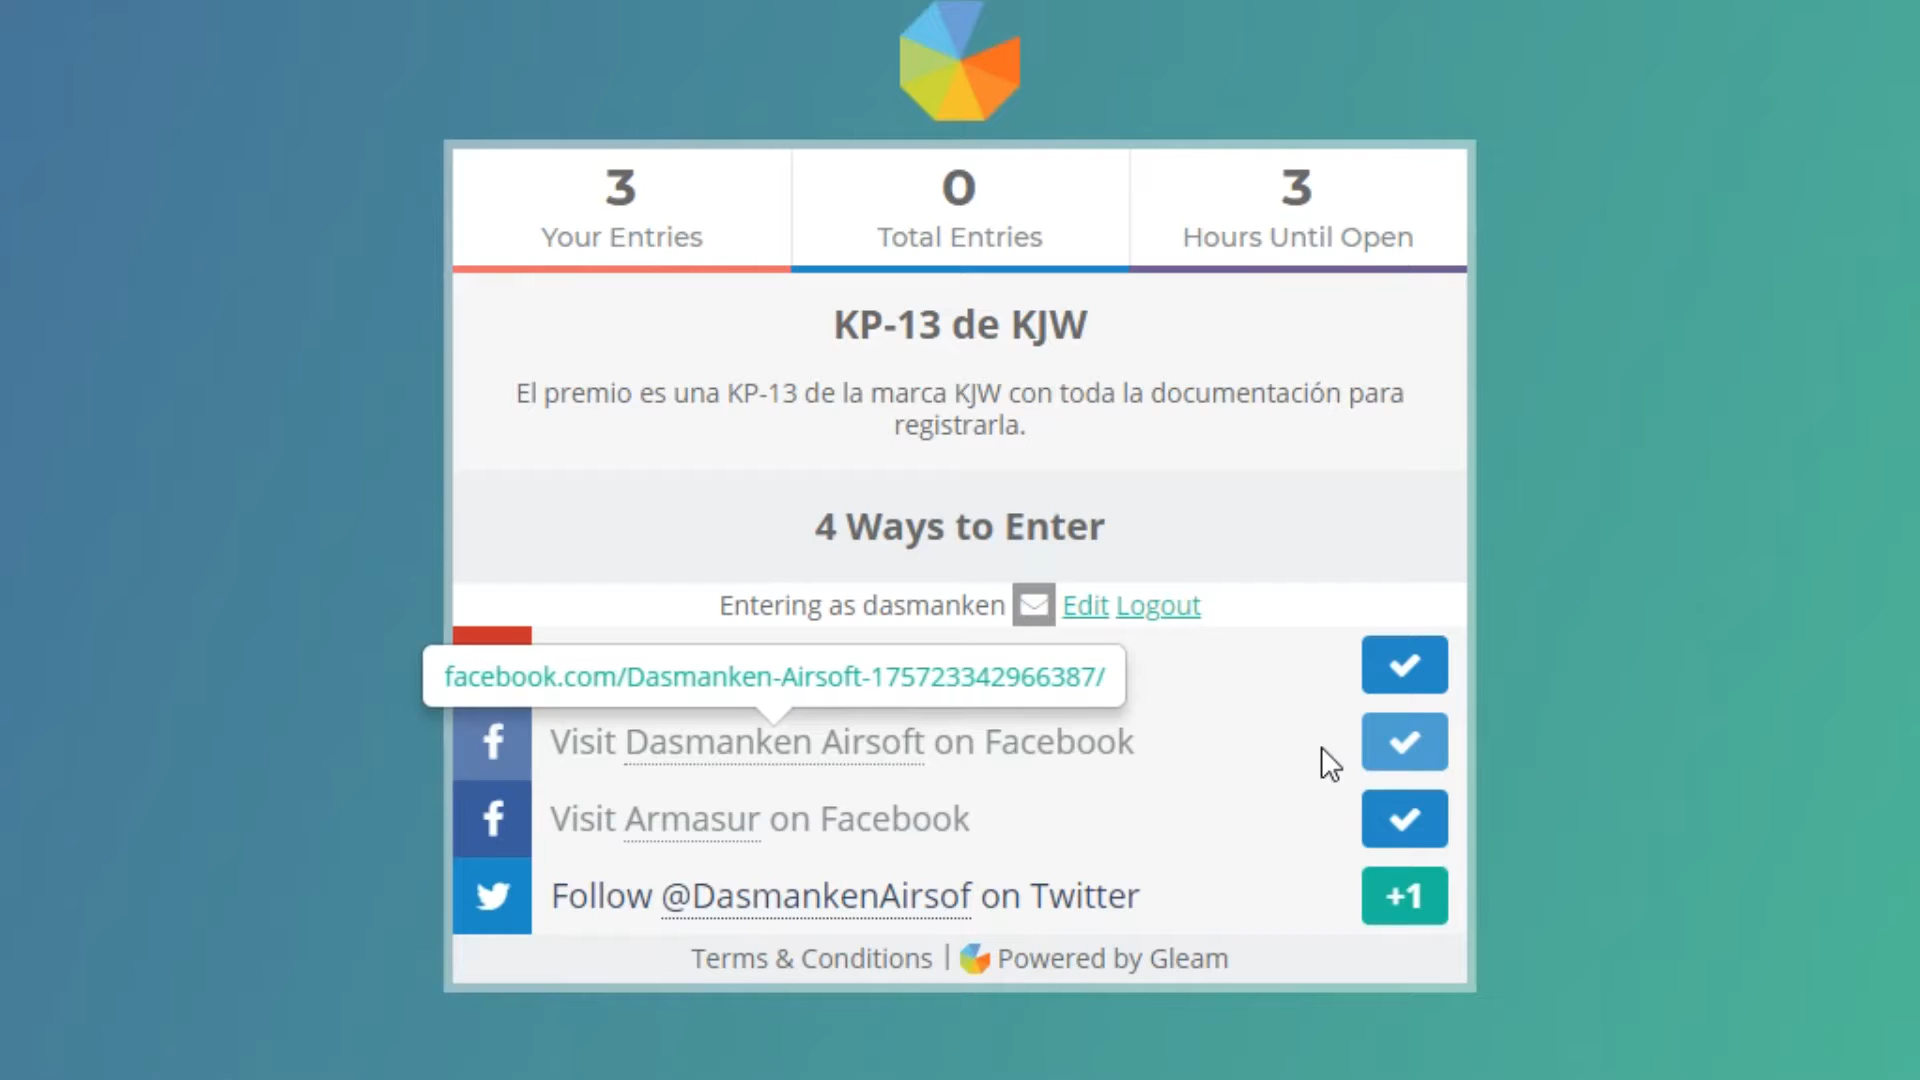 3
Your Entries
0
Total Entries
3
Hours Until Open
KP-13 de KJW
El premio es una KP-13 de la marca KJW con toda la documentación para
registrarla.
4 Ways to Enter
Entering as dasmanken Edit Logout
facebook.com/Dasmanken-Airsoft-175723342966387/
Visit Dasmanken Airsoft on Facebook
Visit Armasur on Facebook
Follow @DasmankenAirsof on Twitter
+1
Terms & Conditions | Powered by Gleam